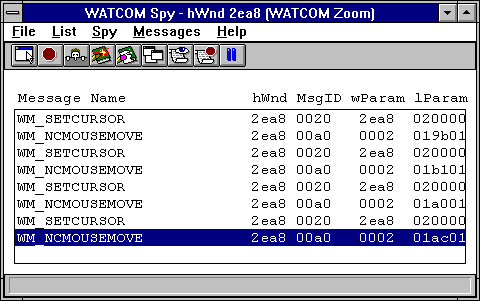 WATCOM Spy - hWnd 2ea8 (WATCOM Zoom)
File List Spy Messages Help
Message Name hWnd MsgID wParam lParam
WM_SETCURSOR 2ea8 0020 2ea8 020000
WM_NCMOUSEMOVE 2ea8 00a0 0002 019b01
WM_SETCURSOR 2ea8 0020 2ea8 020000
WM_NCMOUSEMOVE 2ea8 00a0 0002 01b101
WM_SETCURSOR 2ea8 0020 2ea8 020000
WM_NCMOUSEMOVE 2ea8 00a0 0002 01a001
WM_SETCURSOR 2ea8 0020 2ea8 020000
WM_NCMOUSEMOVE 2ea8 00a0 0002 01ac01